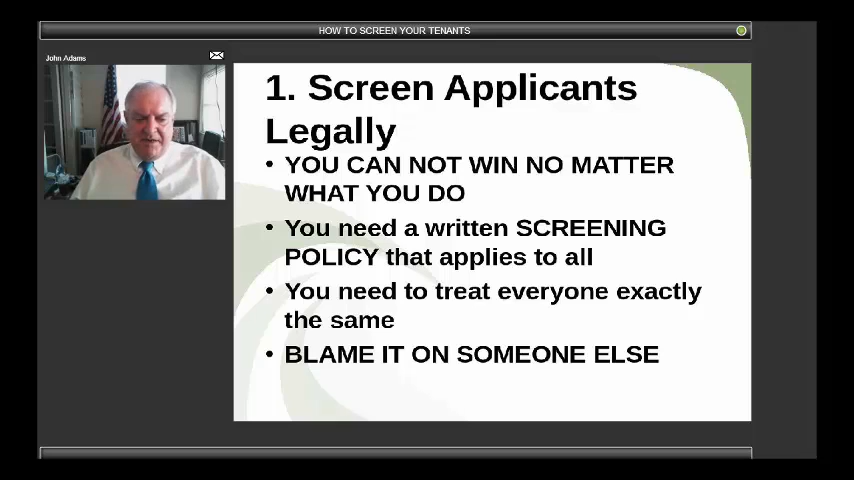 HOW TO SCREEN YOUR TENANTS
John Adams
1. Screen Applicants
Legally
• YOU CAN NOT WIN NO MATTER
WHAT YOU DO
• You need a written SCREENING
POLICY that applies to all
• You need to treat everyone exactly
the same
• BLAME IT ON SOMEONE ELSE